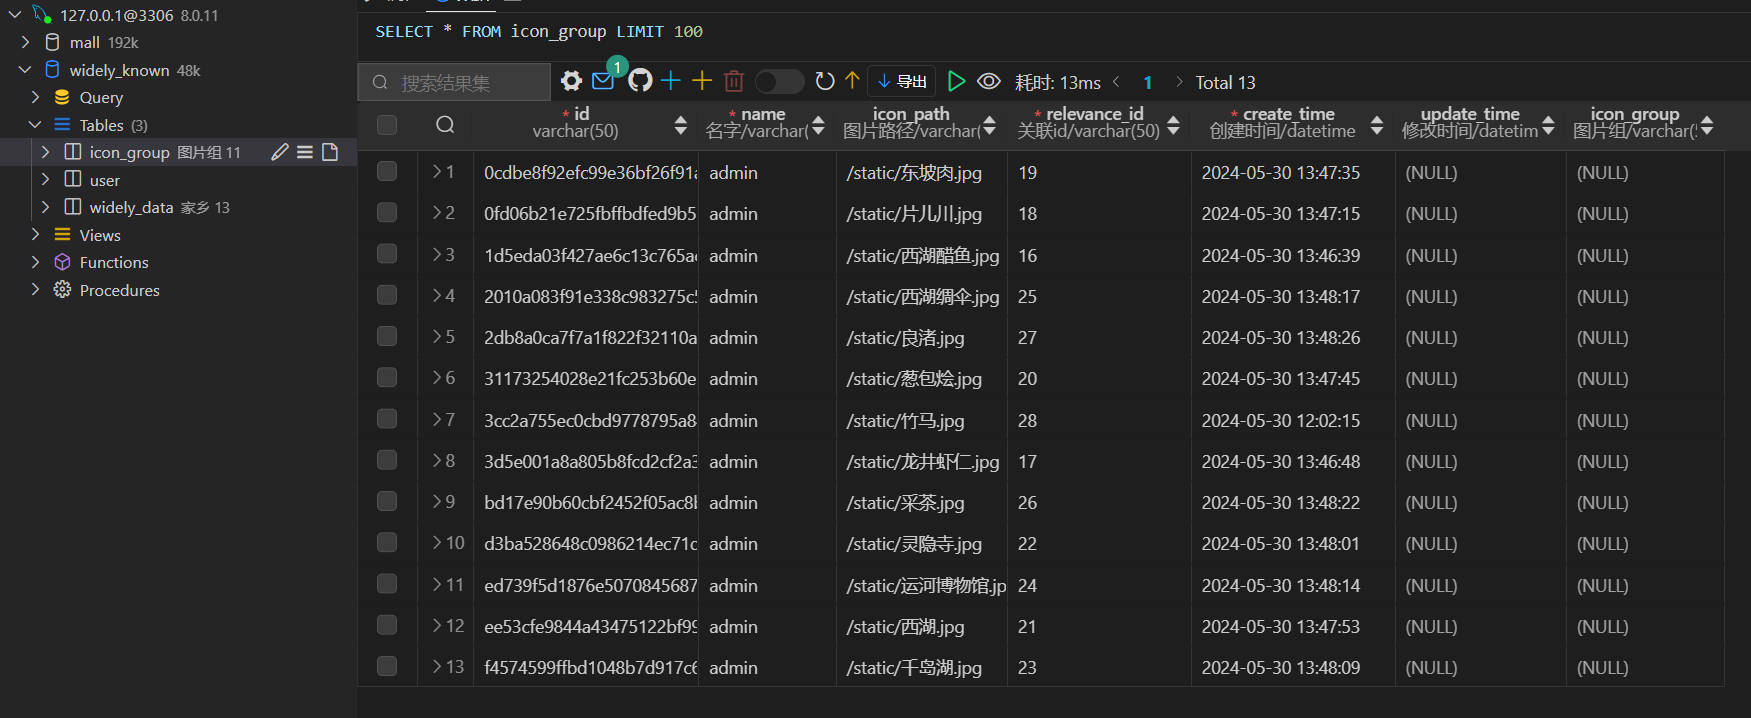 127.0.0.1@3306 8.0.11
mall 192k
widely_known 48k
Query
Tables (3)
icon_group 图片组 11
user
widely_data 家乡 13
Views
Functions
Procedures
SELECT * FROM icon_group LIMIT 100
搜索结果集
1
导出
耗时: 13ms
1
Total 13
* id
* name
icon_path
* relevance_id
* create_time
update_time
icon_group
varchar(50)
名字/varchar(
图片路径/varchar(
关联id/varchar(50)
创建时间/datetime
修改时间/datetim
图片组/varchar(
1 0cdbe8f92efc99e36bf26f91a admin /static/东坡肉.jpg 19 2024-05-30 13:47:35 (NULL) (NULL)
2 0fd06b21e725fbffbdfed9b5 admin /static/片儿川.jpg 18 2024-05-30 13:47:15 (NULL) (NULL)
3 1d5eda03f427ae6c13c765a admin /static/西湖醋鱼.jpg 16 2024-05-30 13:46:39 (NULL) (NULL)
4 2010a083f91e338c983275c5 admin /static/西湖绸伞.jpg 25 2024-05-30 13:48:17 (NULL) (NULL)
5 2db8a0ca7f7a1f822f32110a admin /static/良渚.jpg 27 2024-05-30 13:48:26 (NULL) (NULL)
6 31173254028e21fc253b60e admin /static/葱包烩.jpg 20 2024-05-30 13:47:45 (NULL) (NULL)
7 3cc2a755ec0cbd9778795a8 admin /static/竹马.jpg 28 2024-05-30 12:02:15 (NULL) (NULL)
8 3d5e001a8a805b8fcd2cf2a3 admin /static/龙井虾仁.jpg 17 2024-05-30 13:46:48 (NULL) (NULL)
9 bd17e90b60cbf2452f05ac8b admin /static/采茶.jpg 26 2024-05-30 13:48:22 (NULL) (NULL)
10 d3ba528648c0986214ec71c admin /static/灵隐寺.jpg 22 2024-05-30 13:48:01 (NULL) (NULL)
11 ed739f5d1876e5070845687 admin /static/运河博物馆.jp 24 2024-05-30 13:48:14 (NULL) (NULL)
12 ee53cfe9844a43475122bf99 admin /static/西湖.jpg 21 2024-05-30 13:47:53 (NULL) (NULL)
13 f4574599ffbd1048b7d917c6 admin /static/千岛湖.jpg 23 2024-05-30 13:48:09 (NULL) (NULL)